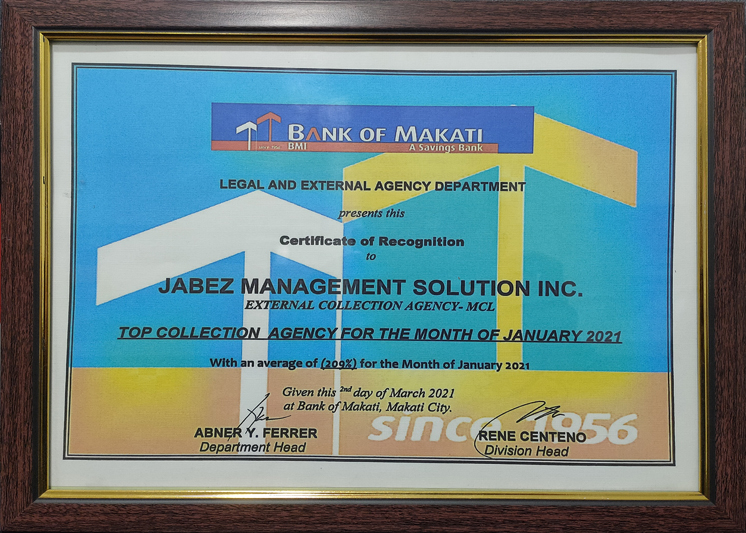 BANK OF MAKATI
BMI A Savings Bank
LEGAL AND EXTERNAL AGENCY DEPARTMENT
presents this
Certificate of Recognition
to
JABEZ MANAGEMENT SOLUTION INC.
EXTERNAL COLLECTION AGENCY- MCL
TOP COLLECTION AGENCY FOR THE MONTH OF JANUARY 2021
With an average of (209%) for the Month of January 2021
Given this 2nd day of March 2021
at Bank of Makati, Makati City.
since 1956
ABNER Y. FERRER
Department Head
RENE CENTENO
Division Head